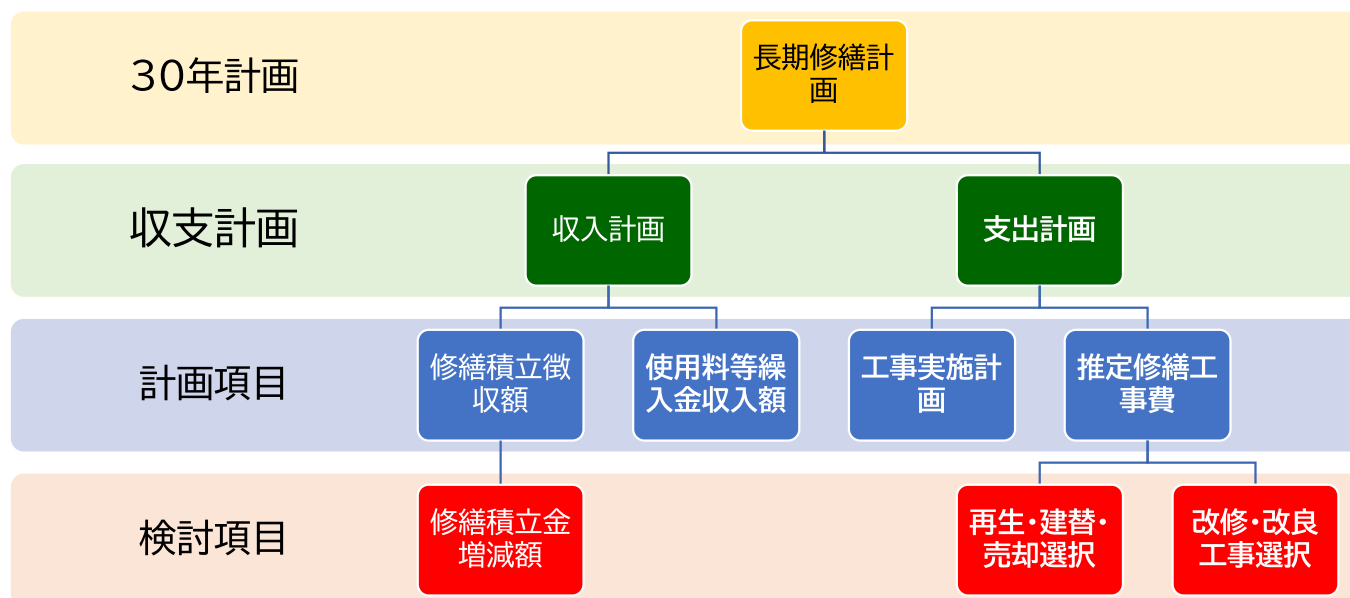 ３０年計画
長期修繕計
画
収支計画
収入計画
支出計画
計画項目
修繕積立徴
収額
使用料等繰
入金収入額
工事実施計
画
推定修繕工
事費
検討項目
修繕積立金
増減額
再生・建替・
売却選択
改修・改良
工事選択